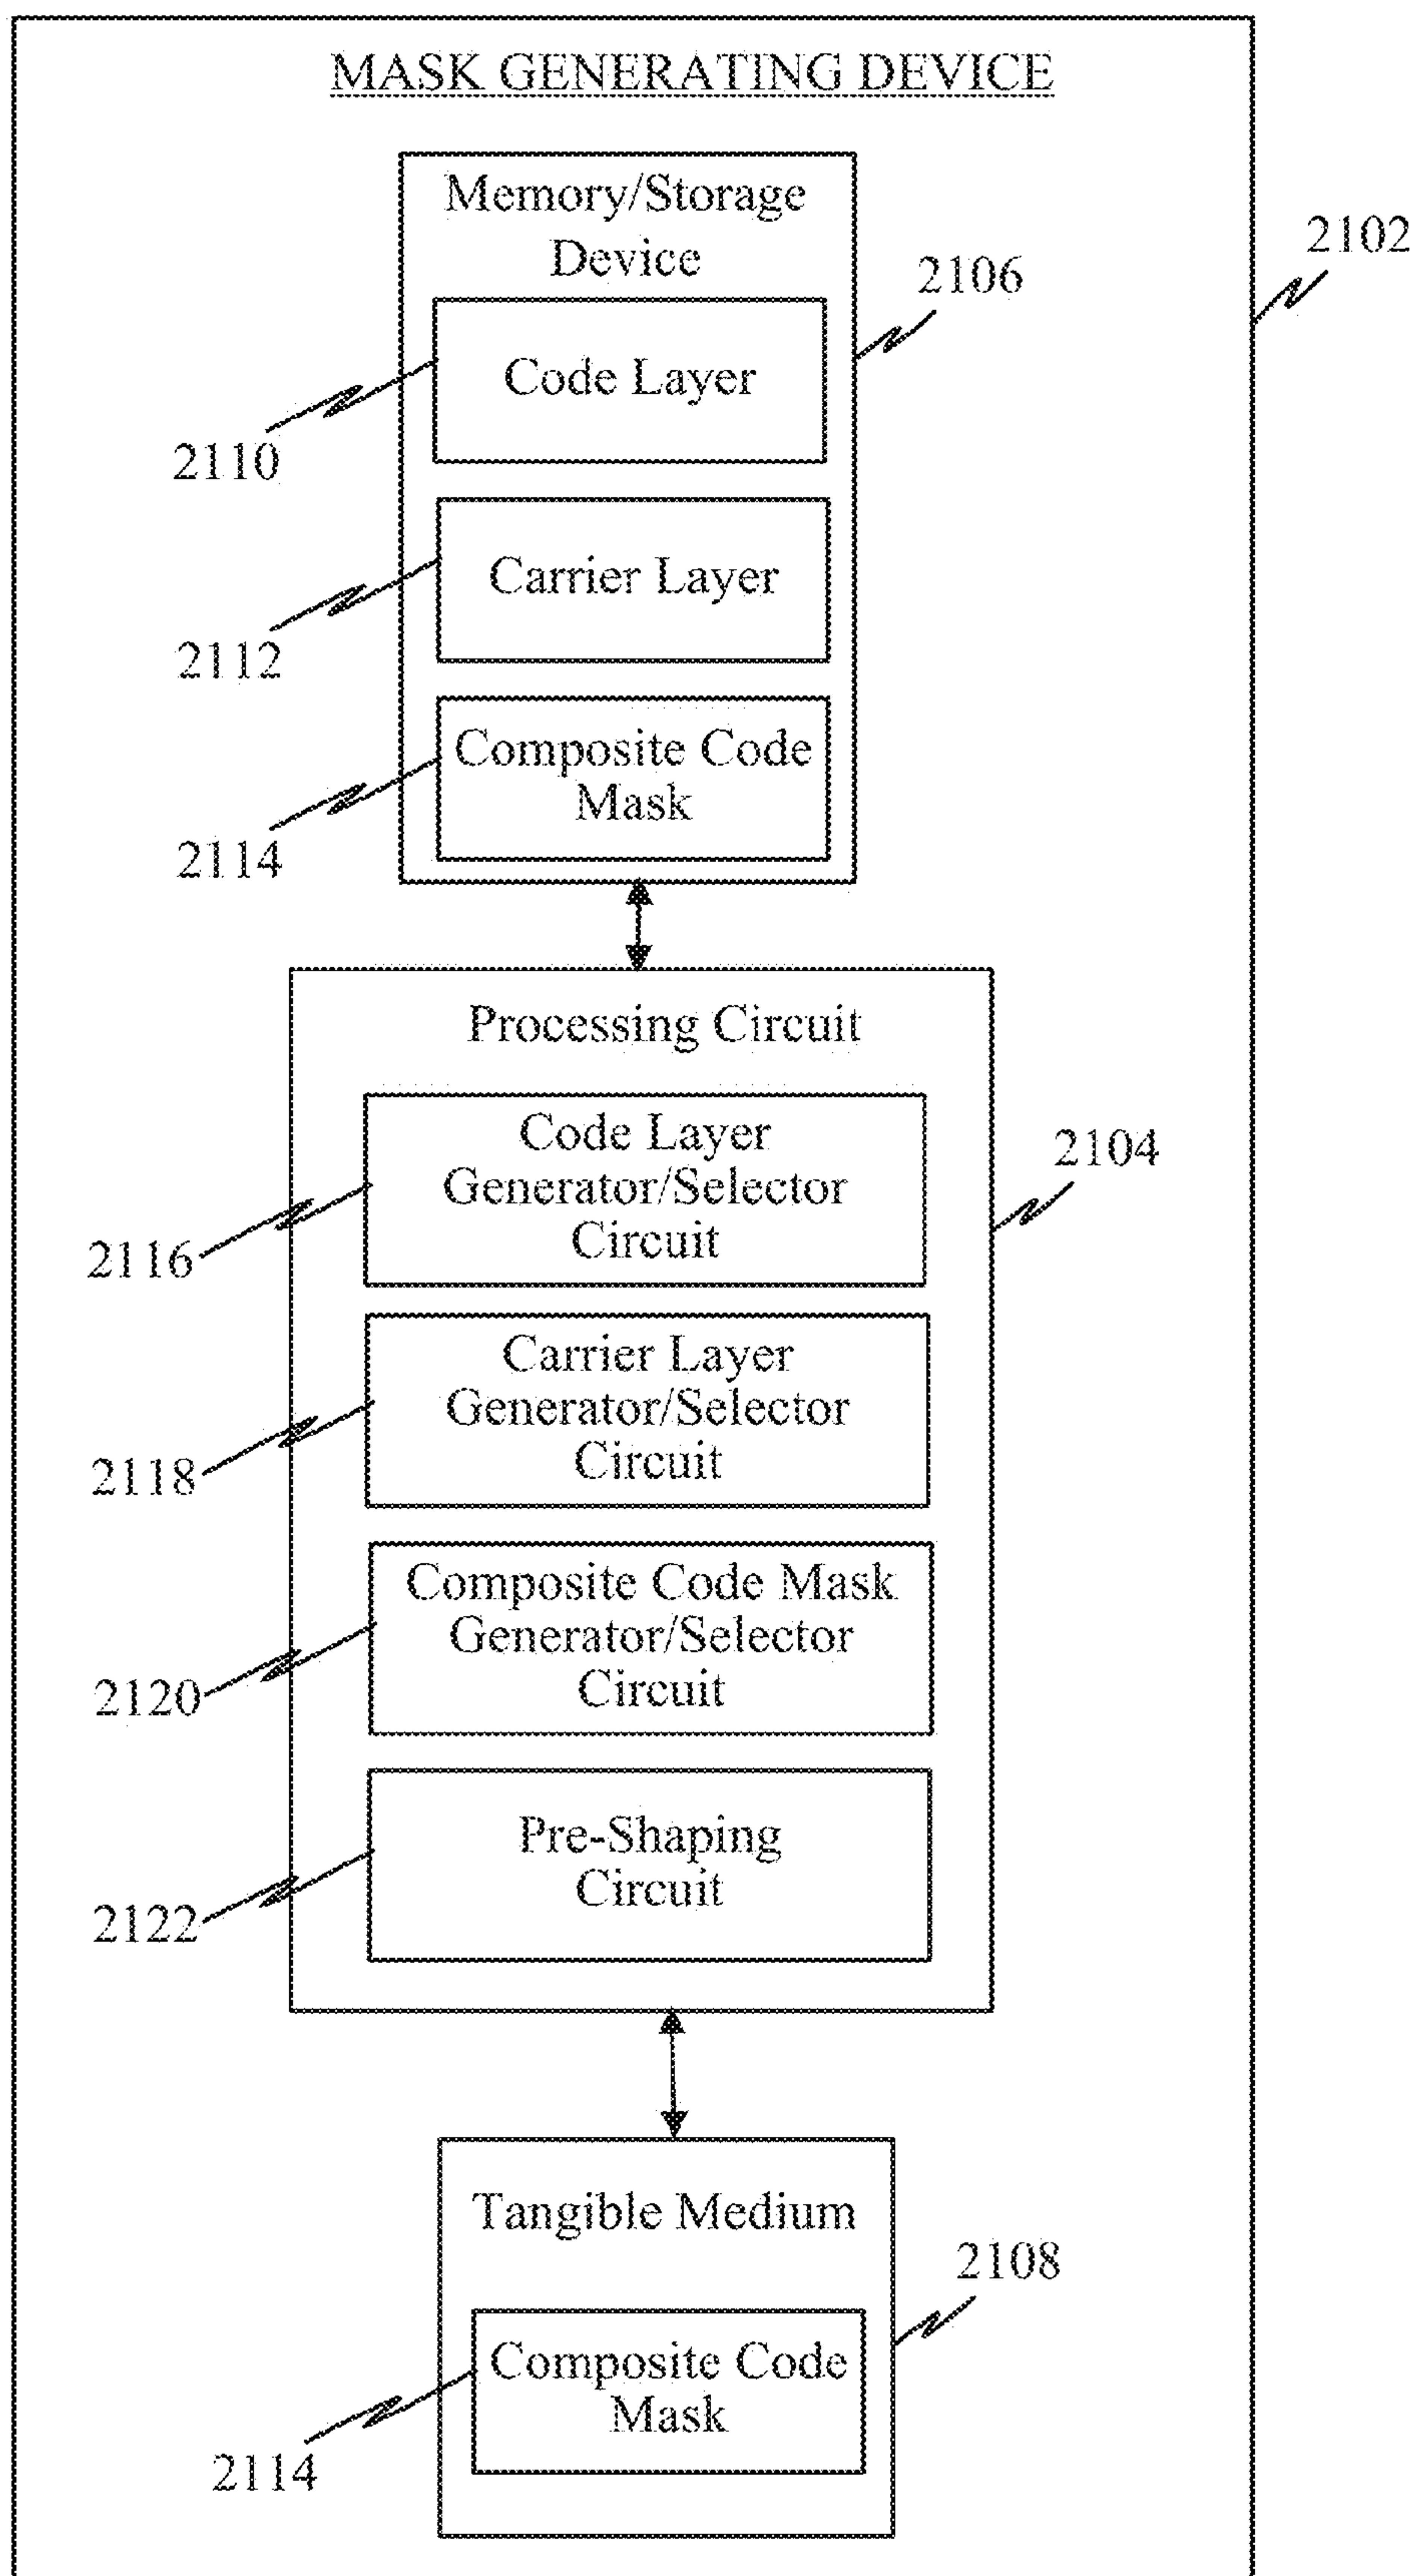 MASK GENERATING DEVICE
Memory/Storage
Device
2102
2106
Code Layer
2110
Carrier Layer
2112
Composite Code
Mask
2114
Processing Circuit
Code Layer
Generator/Selector
Circuit
2104
2116
Carrier Layer
Generator/Selector
Circuit
2118
Composite Code Mask
Generator/Selector
Circuit
2120
Pre-Shaping
Circuit
2122
Tangible Medium
2108
Composite Code
Mask
2114